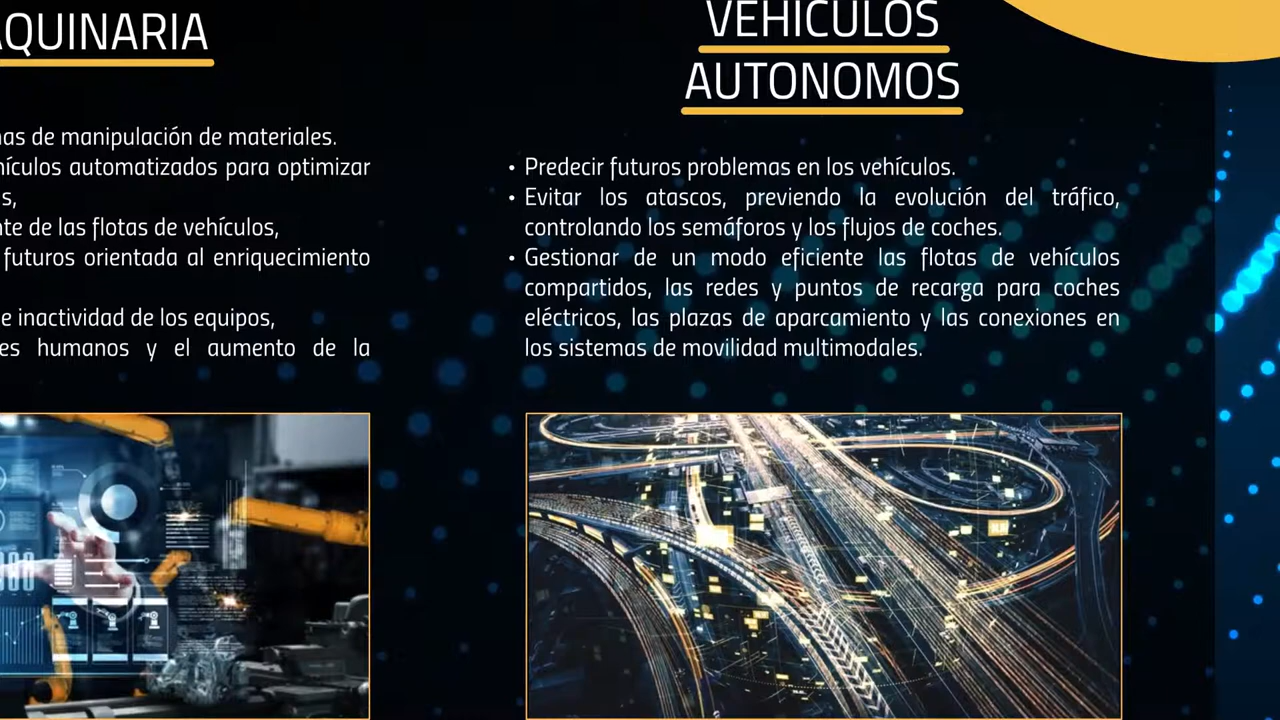 AQUINARIA
as de manipulación de materiales.
hículos automatizados para optimizar
s,
nte de las flotas de vehículos,
futuros orientada al enriquecimiento
e inactividad de los equipos,
es humanos y el aumento de la
VEHÍCULOS
AUTONOMOS
• Predecir futuros problemas en los vehículos.
• Evitar los atascos, previendo la evolución del tráfico,
controlando los semáforos y los flujos de coches.
• Gestionar de un modo eficiente las flotas de vehículos
compartidos, las redes y puntos de recarga para coches
eléctricos, las plazas de aparcamiento y las conexiones en
los sistemas de movilidad multimodales.